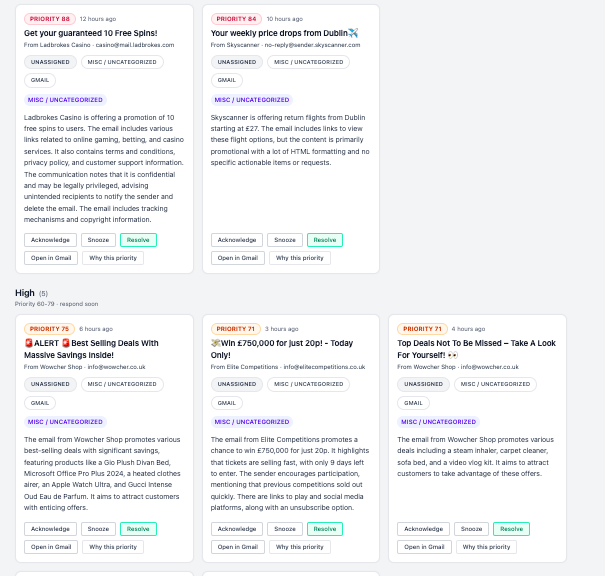 PRIORITY 88 12 hours ago
Get your guaranteed 10 Free Spins!
From Ladbrokes Casino · casino@mail.ladbrokes.com
UNASSIGNED MISC / UNCATEGORIZED
GMAIL
MISC / UNCATEGORIZED
Ladbrokes Casino is offering a promotion of 10
free spins to users. The email includes various
links related to online gaming, betting, and casino
services. It also contains terms and conditions,
privacy policy, and customer support information.
The communication notes that it is confidential
and may be legally privileged, advising
unintended recipients to notify the sender and
delete the email. The email includes tracking
mechanisms and copyright information.
Acknowledge Snooze Resolve
Open in Gmail Why this priority
PRIORITY 84 10 hours ago
Your weekly price drops from Dublin✈️
From Skyscanner · no-reply@sender.skyscanner.com
UNASSIGNED MISC / UNCATEGORIZED
GMAIL
MISC / UNCATEGORIZED
Skyscanner is offering return flights from Dublin
starting at £27. The email includes links to view
these flight options, but the content is primarily
promotional with a lot of HTML formatting and no
specific actionable items or requests.
Acknowledge Snooze Resolve
Open in Gmail Why this priority
High (5)
Priority 60-79 · respond soon
PRIORITY 75 6 hours ago
🚨ALERT 🚨Best Selling Deals With
Massive Savings Inside!
From Wowcher Shop · info@wowcher.co.uk
UNASSIGNED MISC / UNCATEGORIZED
GMAIL
MISC / UNCATEGORIZED
The email from Wowcher Shop promotes various
best-selling deals with significant savings,
featuring products like a Gio Plush Divan Bed,
Microsoft Office Pro Plus 2024, a heated clothes
airer, an Apple Watch Ultra, and Gucci Intense
Oud Eau de Parfum. It aims to attract customers
with enticing offers.
Acknowledge Snooze Resolve
Open in Gmail Why this priority
PRIORITY 71 3 hours ago
💸Win £750,000 for just 20p! - Today
Only!
From Elite Competitions · info@elitecompetitions.co.uk
UNASSIGNED MISC / UNCATEGORIZED
GMAIL
MISC / UNCATEGORIZED
The email from Elite Competitions promotes a
chance to win £750,000 for just 20p. It highlights
that tickets are selling fast, with only 9 days left
to enter. The sender encourages participation,
mentioning that previous competitions sold out
quickly. There are links to play and social media
platforms, along with an unsubscribe option.
Acknowledge Snooze Resolve
Open in Gmail Why this priority
PRIORITY 71 4 hours ago
Top Deals Not To Be Missed – Take A Look
For Yourself! 👀
From Wowcher Shop · info@wowcher.co.uk
UNASSIGNED MISC / UNCATEGORIZED
GMAIL
MISC / UNCATEGORIZED
The email from Wowcher Shop promotes various
deals including a steam inhaler, carpet cleaner,
sofa bed, and a video vlog kit. It aims to attract
customers to take advantage of these offers.
Acknowledge Snooze Resolve
Open in Gmail Why this priority